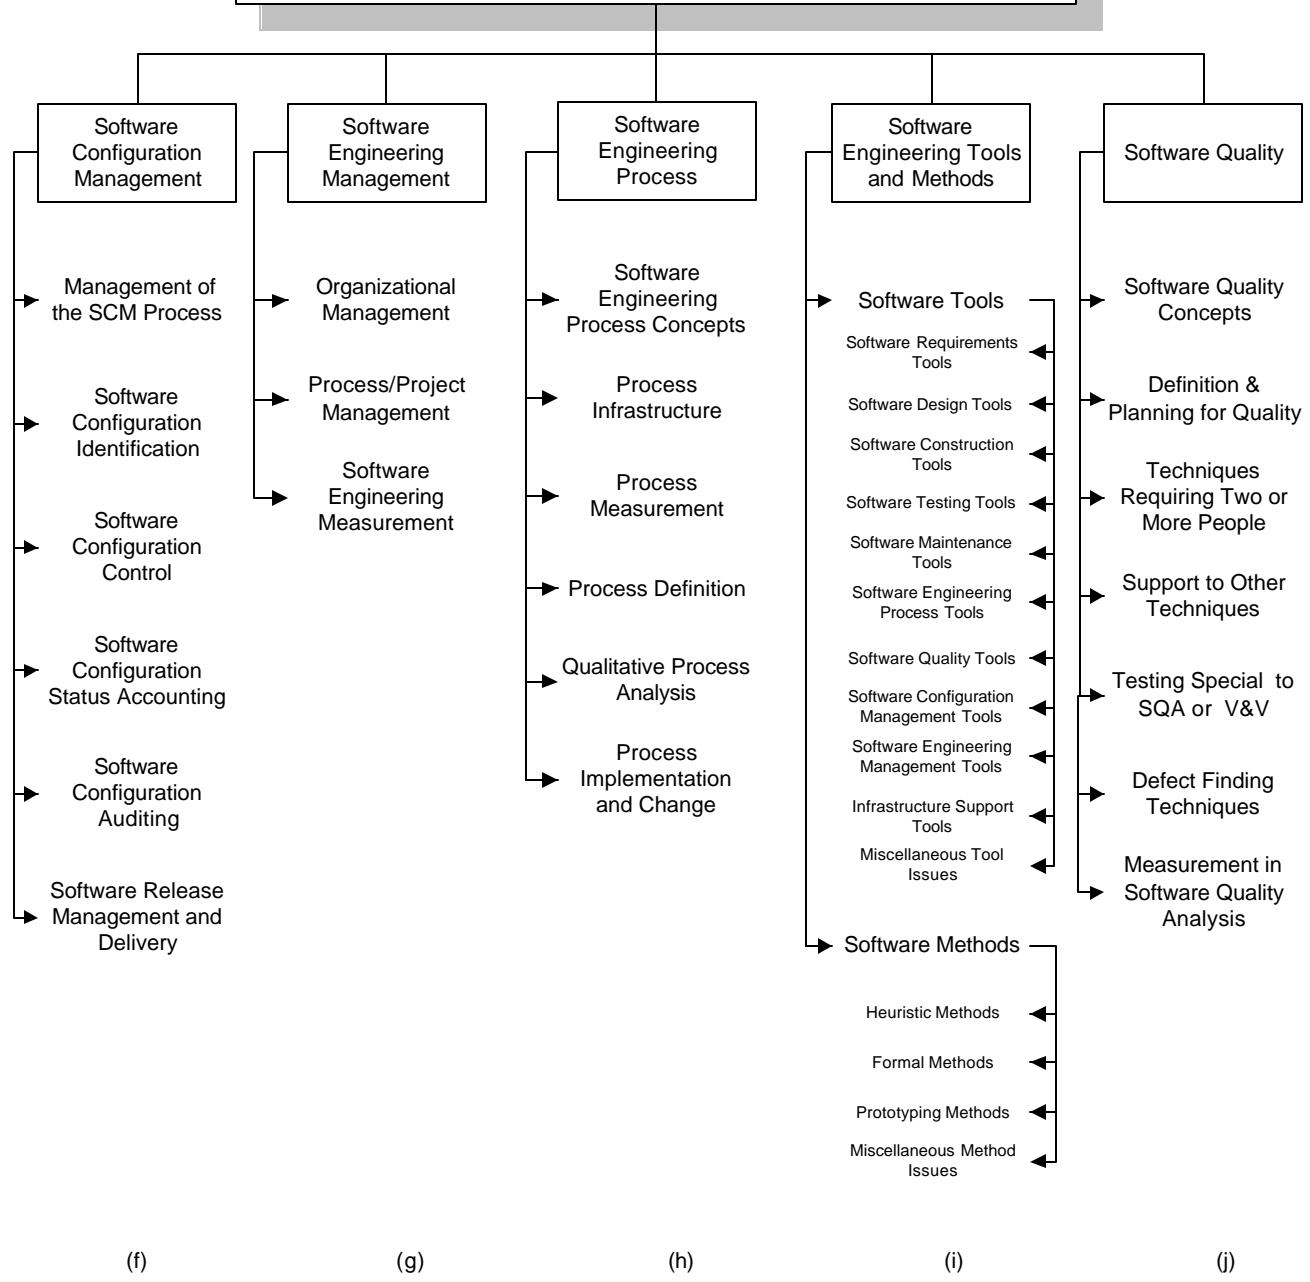 Software
Configuration
Management
Management of
the SCM Process
Software
Configuration
Identification
Software
Configuration
Control
Software
Configuration
Status Accounting
Software
Configuration
Auditing
Software Release
Management and
Delivery
(f)
Software
Engineering
Management
Organizational
Management
Process/Project
Management
Software
Engineering
Measurement
(g)
Software
Engineering
Process
Software
Engineering
Process Concepts
Process
Infrastructure
Process
Measurement
Process Definition
Qualitative Process
Analysis
Process
Implementation
and Change
(h)
Software
Engineering Tools
and Methods
Software Tools
Software Requirements
Tools
Software Design Tools
Software Construction
Tools
Software Testing Tools
Software Maintenance
Tools
Software Engineering
Process Tools
Software Quality Tools
Software Configuration
Management Tools
Software Engineering
Management Tools
Infrastructure Support
Tools
Miscellaneous Tool
Issues
Software Methods
Heuristic Methods
Formal Methods
Prototyping Methods
Miscellaneous Method
Issues
(i)
Software Quality
Software Quality
Concepts
Definition &
Planning for Quality
Techniques
Requiring Two or
More People
Support to Other
Techniques
Testing Special to
SQA or V&V
Defect Finding
Techniques
Measurement in
Software Quality
Analysis
(j)